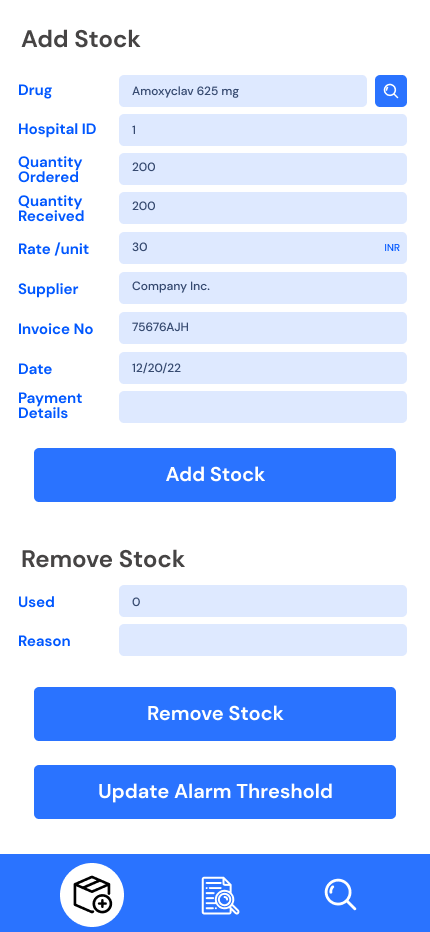 Add Stock
Drug
Amoxyclav 625 mg
Hospital ID
1
Quantity
Ordered
200
Quantity
Received
200
Rate /unit
30
INR
Supplier
Company Inc.
Invoice No
75676AJH
Date
12/20/22
Payment
Details
Add Stock
Remove Stock
Used
0
Reason
Remove Stock
Update Alarm Threshold